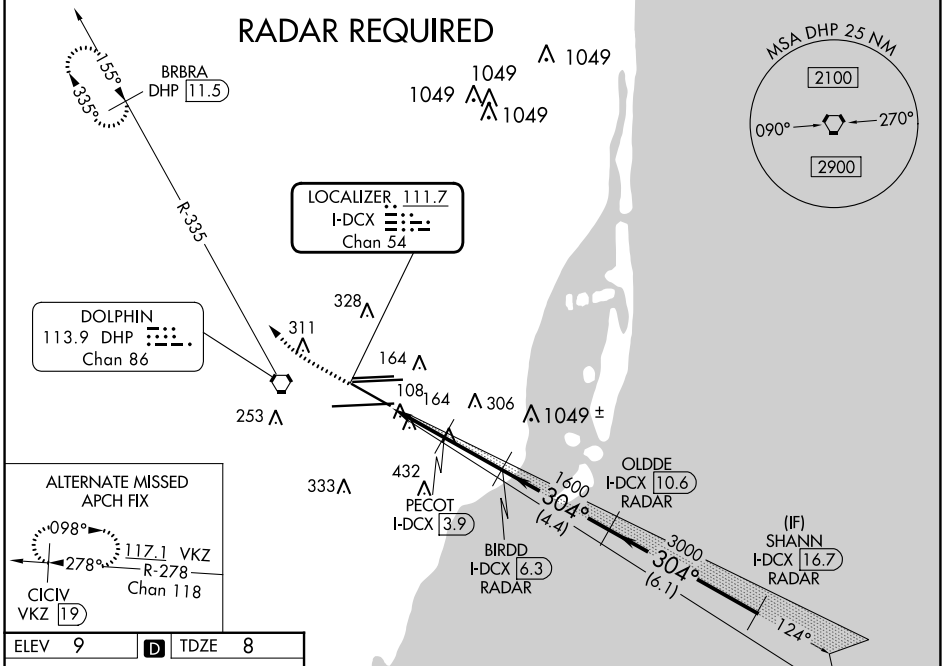 RADAR REQUIRED
155°
335°
BRBRA
DHP 11.5
R-335
1049
1049
1049
1049
MSA DHP 25 NM
2100
090°
270°
2900
LOCALIZER 111.7
I-DCX
Chan 54
DOLPHIN
113.9 DHP
Chan 86
328
311
164
108
164
306
1049 ±
253
333
432
PECOT
I-DCX 3.9
BIRDD
I-DCX 6.3
RADAR
1600
304°
(4.4)
OLDDE
I-DCX 10.6
RADAR
3000
304°
(6.1)
(IF)
SHANN
I-DCX 16.7
RADAR
124°
ALTERNATE MISSED
APCH FIX
098°
278°
117.1 VKZ
R-278
Chan 118
CICIV
VKZ 19
ELEV 9 D TDZE 8